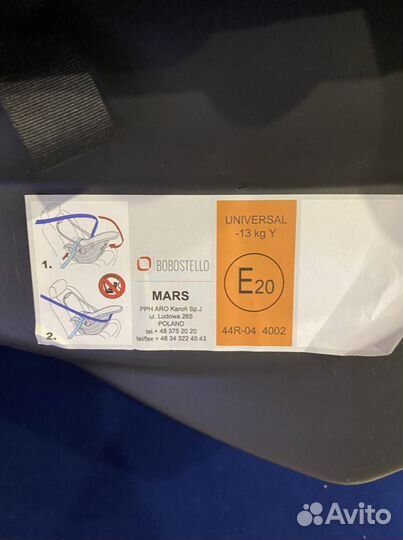 1.
2.
BOBOSTELLO
MARS
PPH ARO Karoń Sp.J
ul. Ludowa 265
POLAND
tel.+ 48 375 20 20
tel/fax + 48 34 322 40 43
UNIVERSAL
-13 kg Y
E20
44R-04 4002
Avito